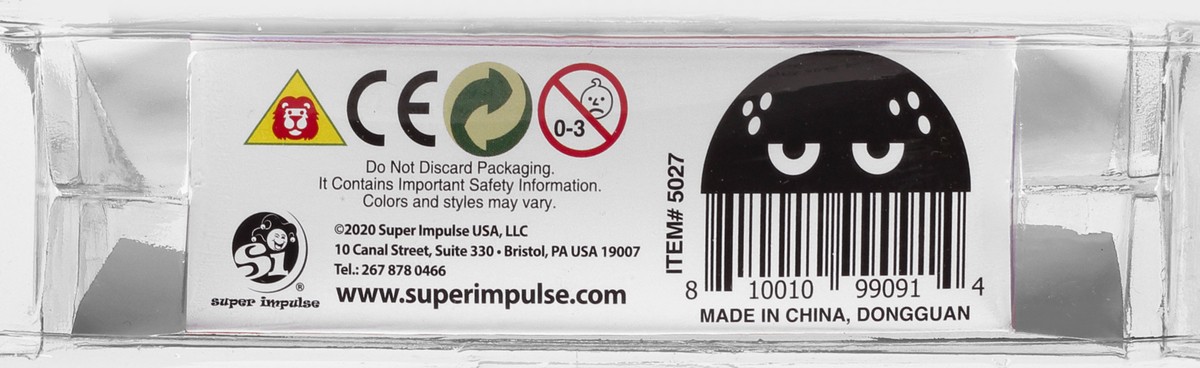 CE
0-3
Do Not Discard Packaging.
It Contains Important Safety Information.
Colors and styles may vary.
Si
®
super impulse
©2020 Super Impulse USA, LLC
10 Canal Street, Suite 330 • Bristol, PA USA 19007
Tel.: 267 878 0466
www.superimpulse.com
ITEM# 5027
8 10010 99091 4
MADE IN CHINA, DONGGUAN